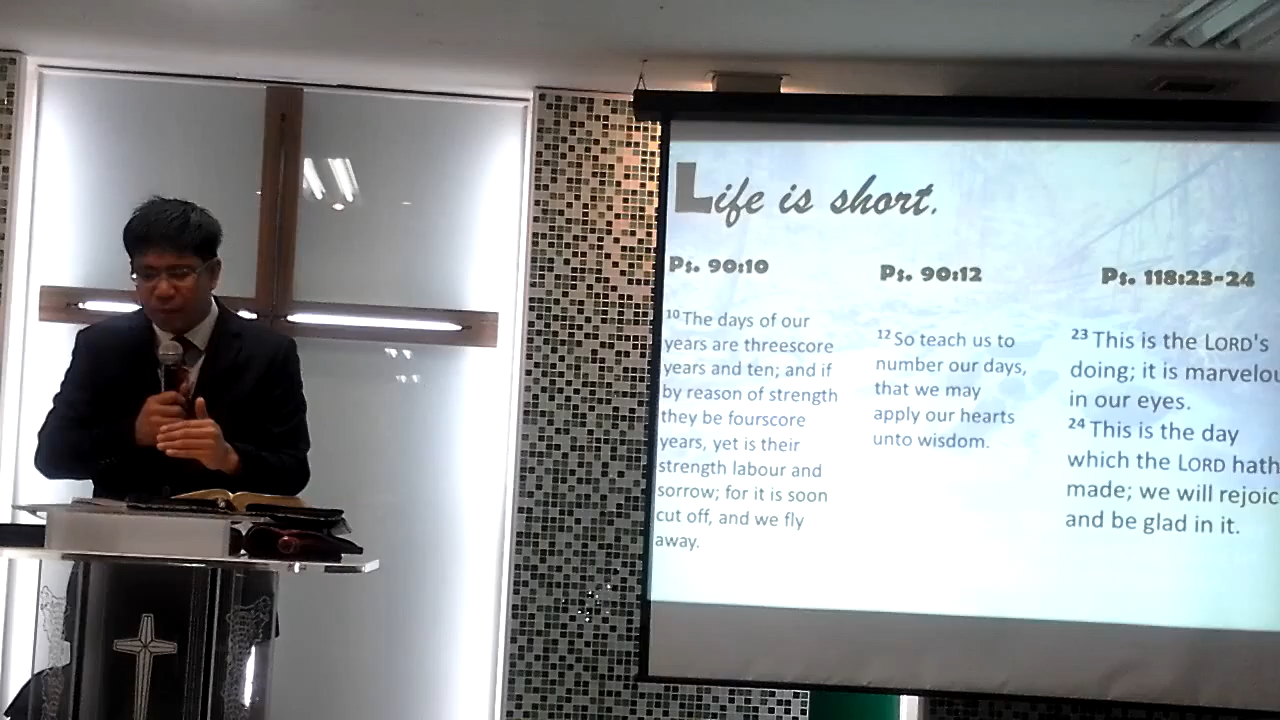 Life is short.
Ps. 90:10
10 The days of our
years are threescore
years and ten; and if
by reason of strength
they be fourscore
years, yet is their
strength labour and
sorrow; for it is soon
cut off, and we fly
away.
Ps. 90:12
12 So teach us to
number our days,
that we may
apply our hearts
unto wisdom.
Ps. 118:23-24
23 This is the LORD's
doing; it is marvelou
in our eyes.
24 This is the day
which the LORD hath
made; we will rejoic
and be glad in it.